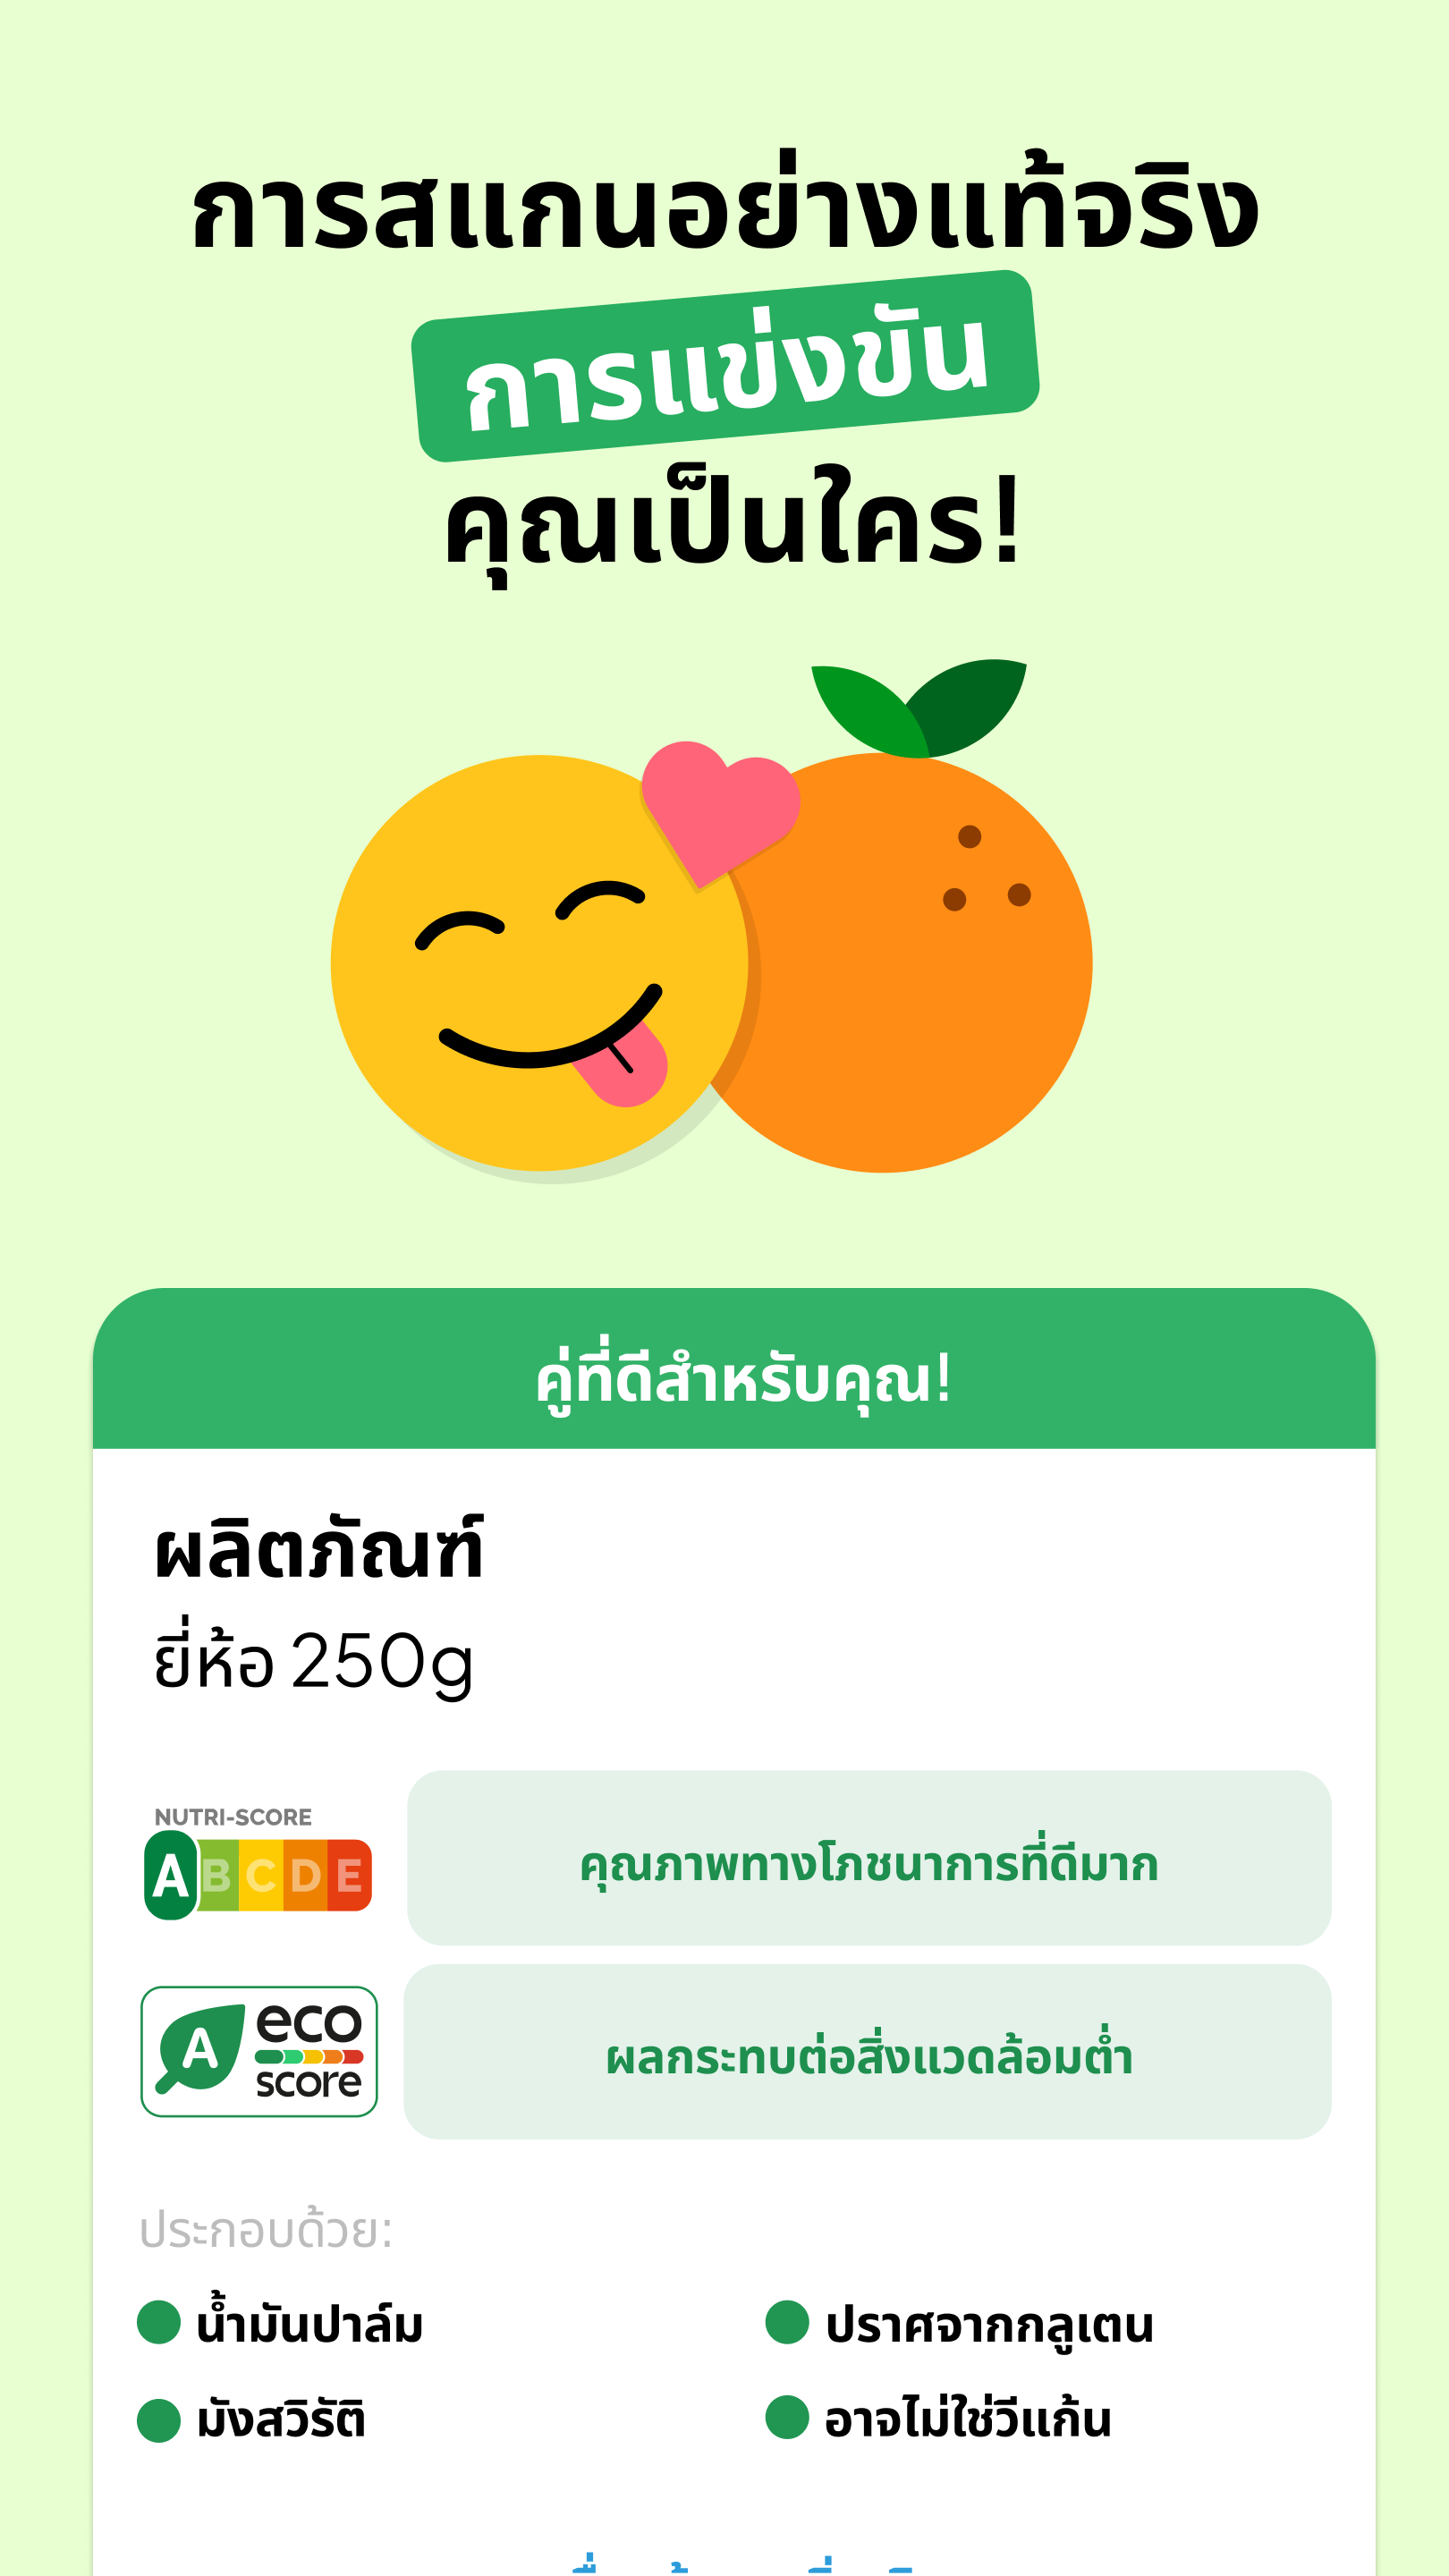 การสแกนอย่างแท้จริง
การแข่งขัน
คุณเป็นใคร!
คู่ที่ดีสำหรับคุณ!
ผลิตภัณฑ์
ยี่ห้อ 250g
NUTRI-SCORE
A B C D E
คุณภาพทางโภชนาการที่ดีมาก
A
eco
score
ผลกระทบต่อสิ่งแวดล้อมต่ำ
ประกอบด้วย:
น้ำมันปาล์ม
ปราศจากกลูเตน
มังสวิรัติ
อาจไม่ใช่วีแก้น